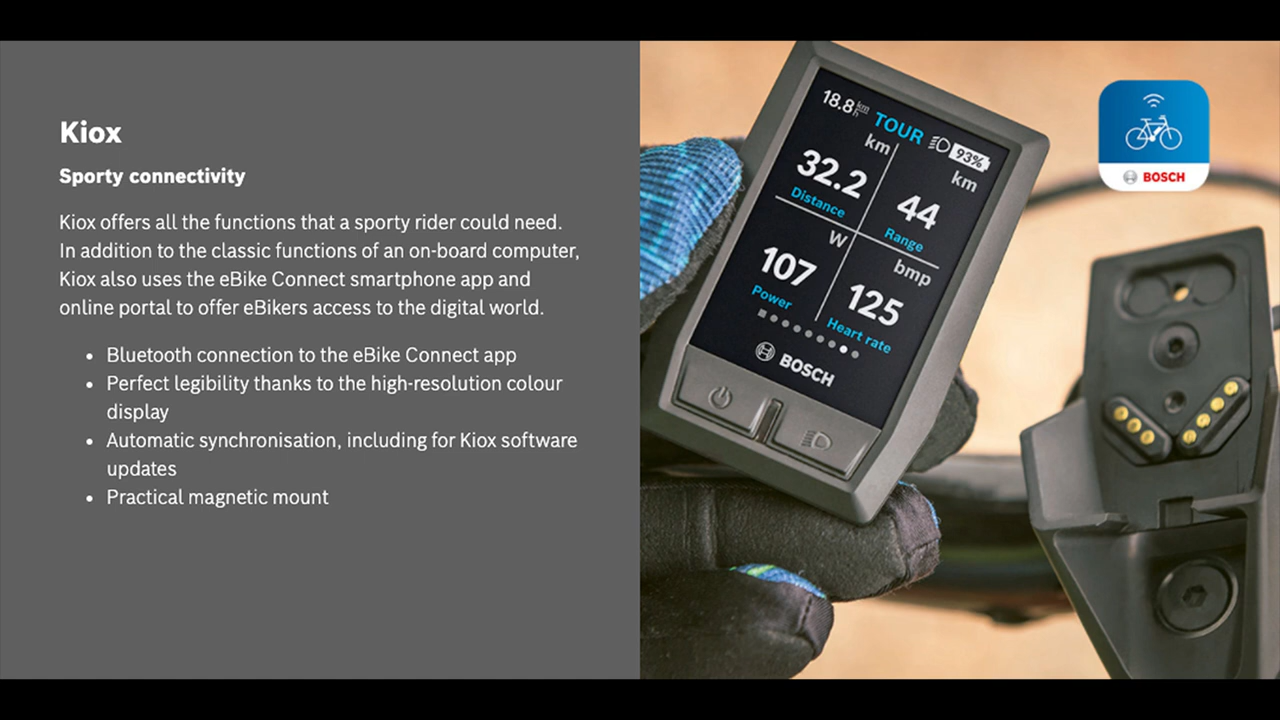 Kiox
Sporty connectivity
Kiox offers all the functions that a sporty rider could need.
In addition to the classic functions of an on-board computer,
Kiox also uses the eBike Connect smartphone app and
online portal to offer eBikers access to the digital world.
• Bluetooth connection to the eBike Connect app
• Perfect legibility thanks to the high-resolution colour
display
• Automatic synchronisation, including for Kiox software
updates
• Practical magnetic mount
18.8 km/h TOUR 93%
km
32.2
Distance
km
44
Range
W
107
Power
bmp
125
Heart rate
BOSCH
BOSCH